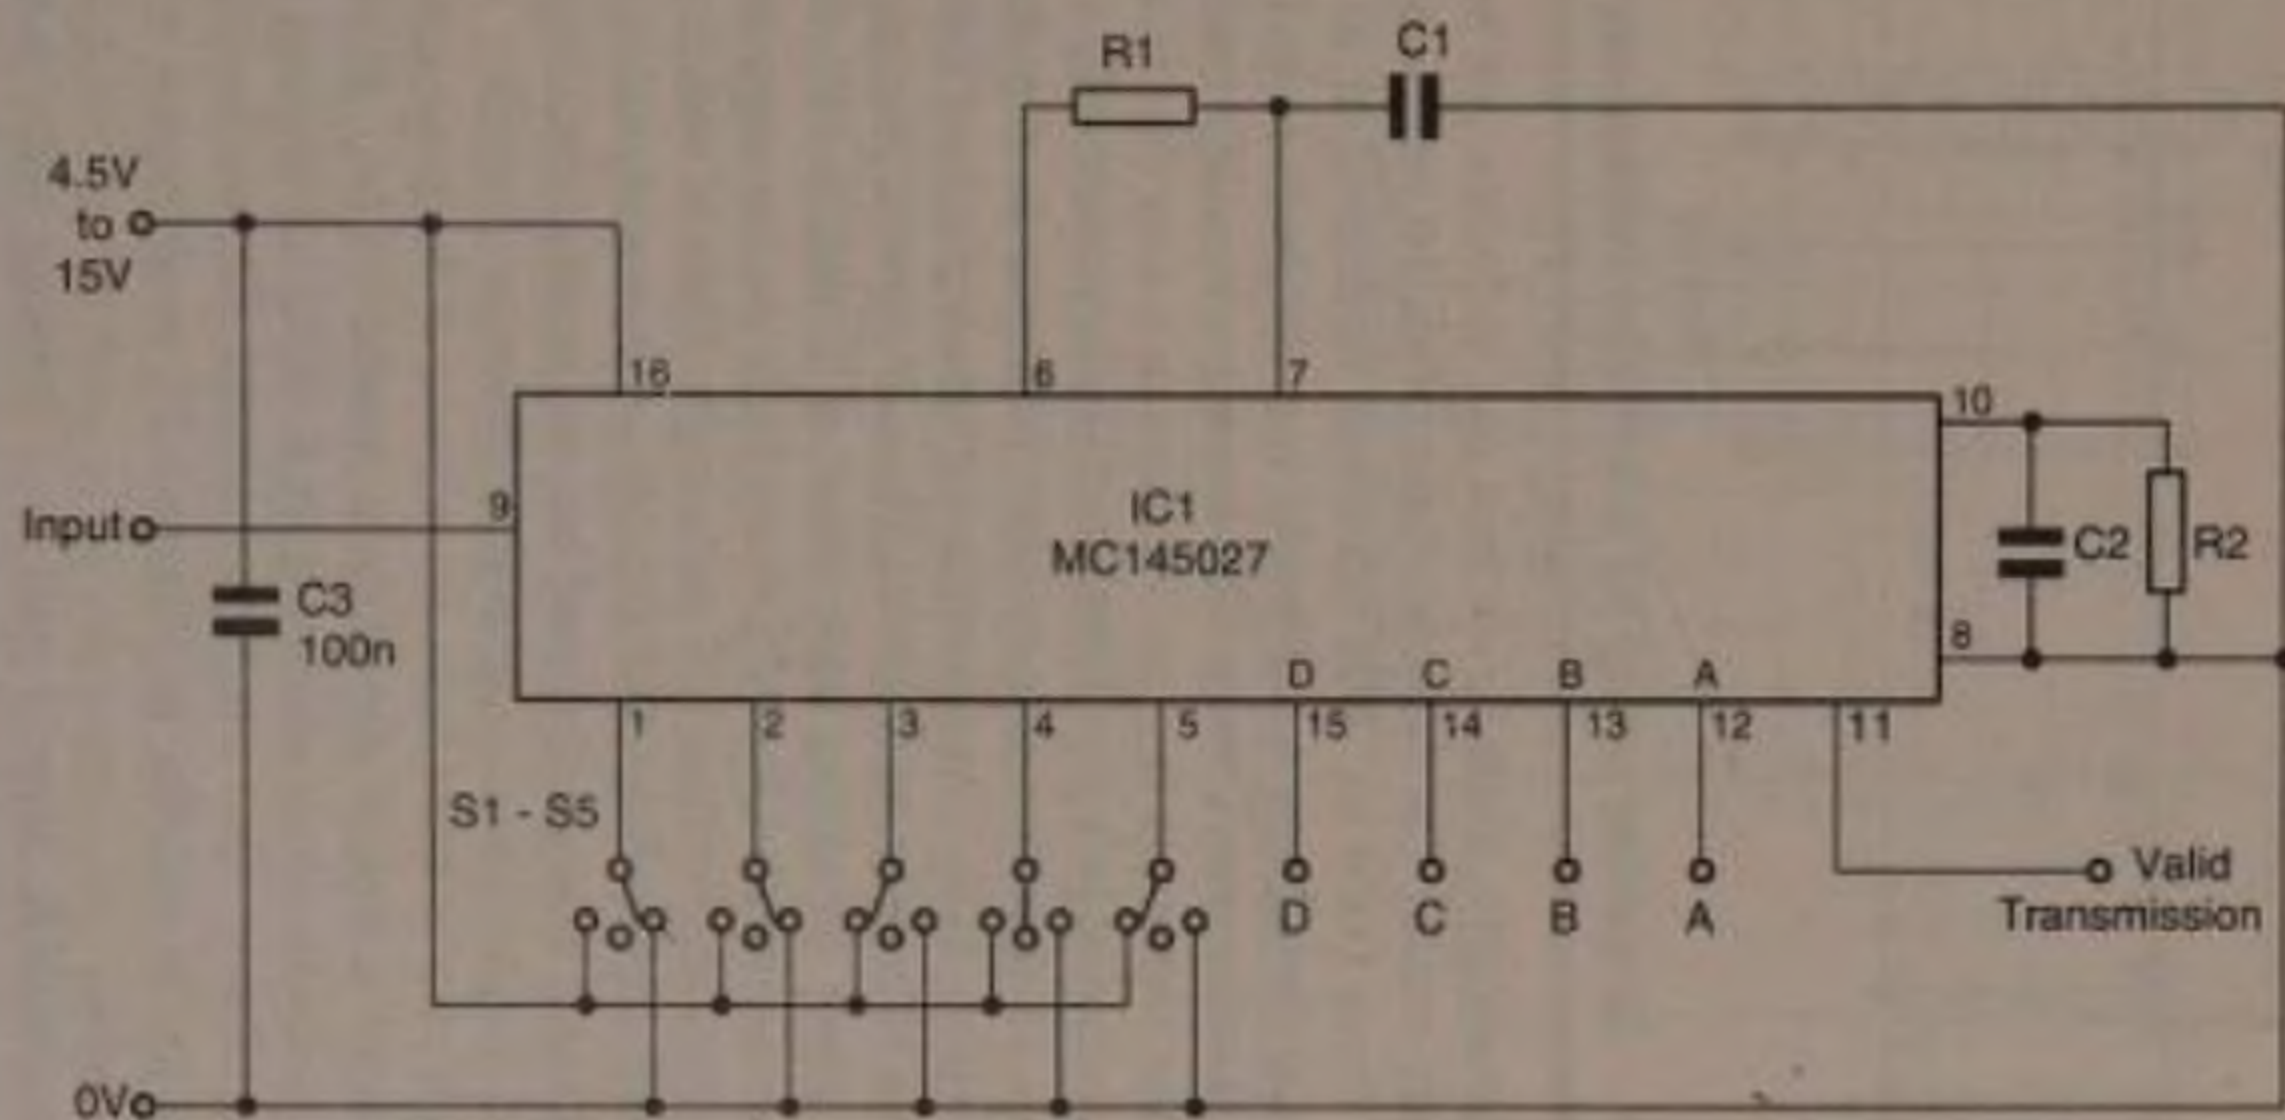 R1
C1
4.5V
to
15V
16
6
7
10
9
Input
IC1
MC145027
C2
R2
C3
100n
8
D
C
B
A
1
2
3
4
5
15
14
13
12
11
S1 - S5
Valid
Transmission
D
C
B
A
0V